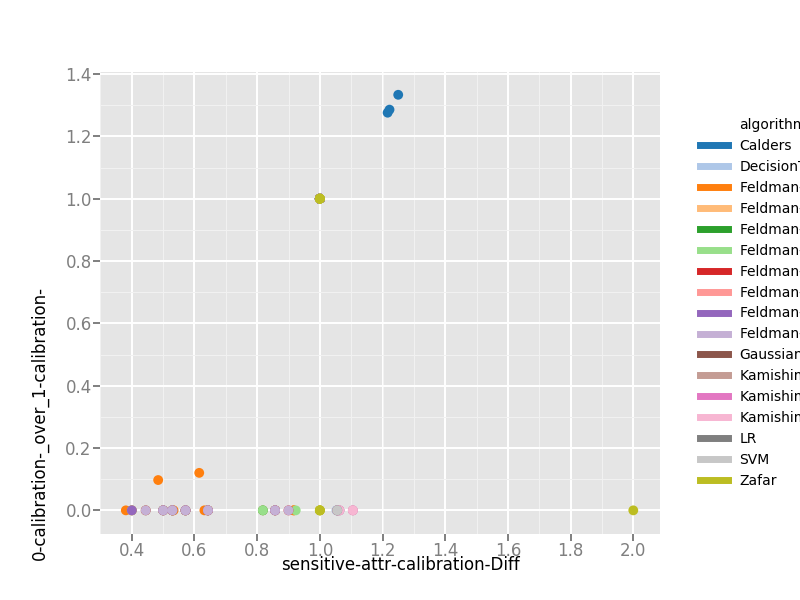 1.4
1.2
1.0
0.8
0.6
0.4
0.2
0.0
0-calibration-_over_1-calibration-
0.4
0.6
0.8
1.0
1.2
1.4
1.6
1.8
2.0
sensitive-attr-calibration-Diff
algorithm
Calders
DecisionT
Feldman-
Feldman-
Feldman-
Feldman-
Feldman-
Feldman-
Feldman-
Feldman-
Gaussian
Kamishim
Kamishim
Kamishim
LR
SVM
Zafar